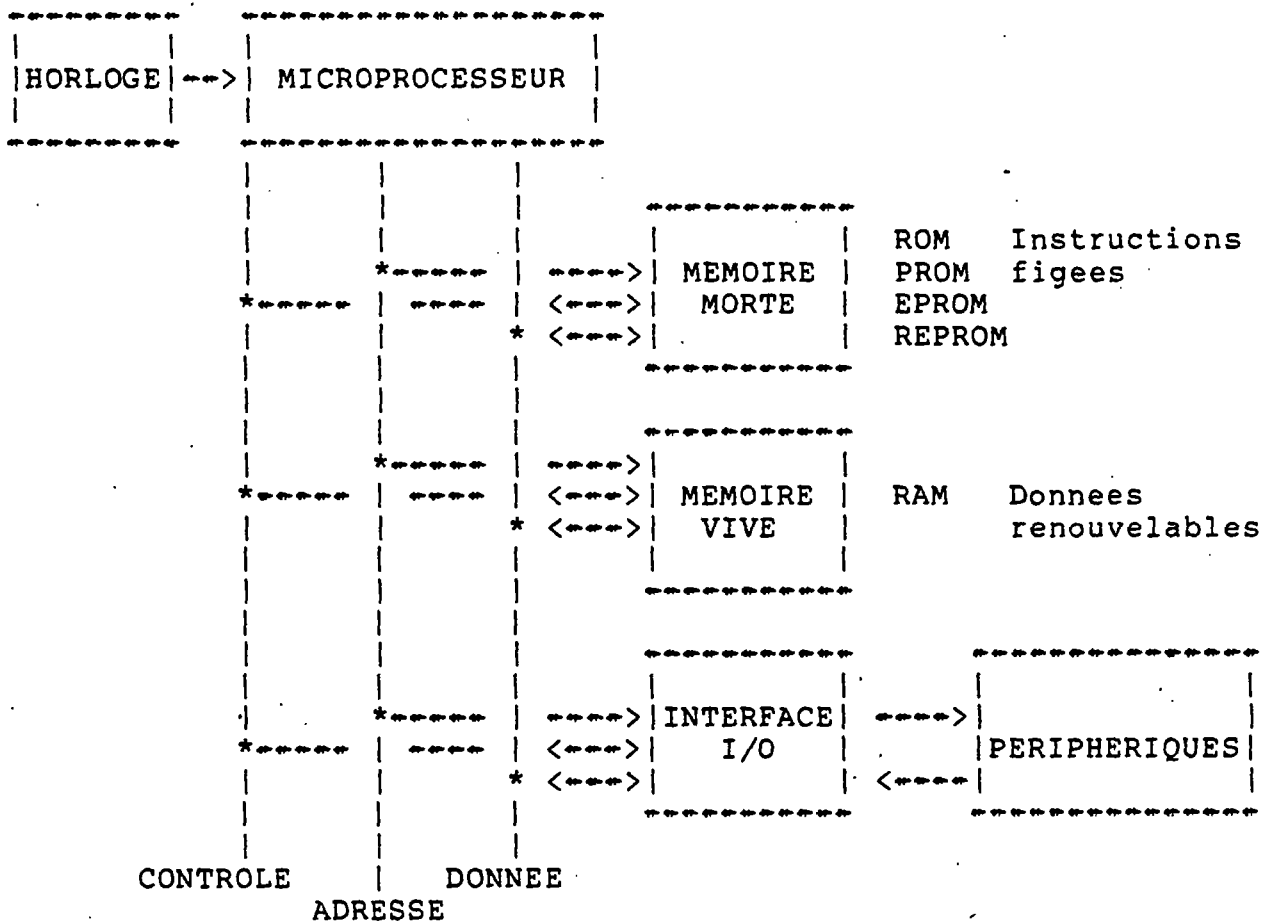 HORLOGE MICROPROCESSEUR
ROM Instructions
MEMOIRE PROM figees
MORTE EPROM
REPROM
MEMOIRE RAM Donnees
VIVE renouvelables
INTERFACE
I/O PERIPHERIQUES
CONTROLE DONNEE
ADRESSE